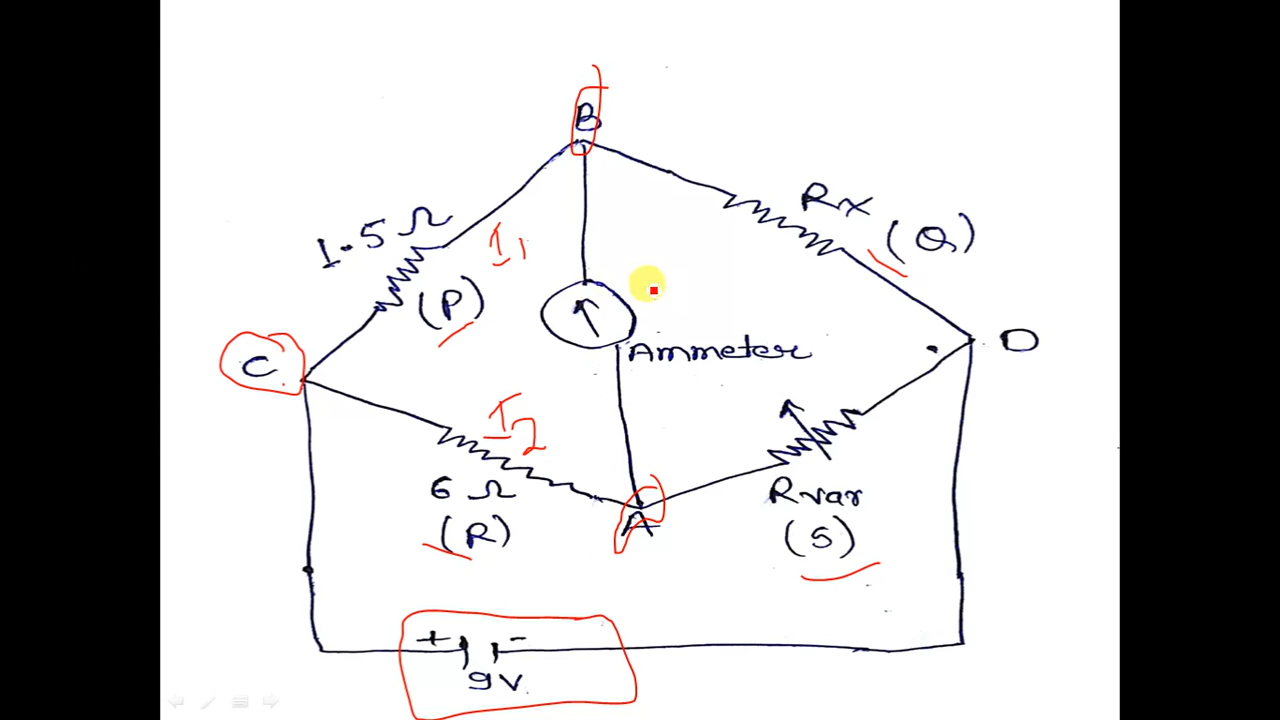 B
Rx (Q)
1.5 Ω
I1
(P)
C
Ammeter
D
I2
6 Ω
(R)
A
Rvar
(S)
+ -
9V